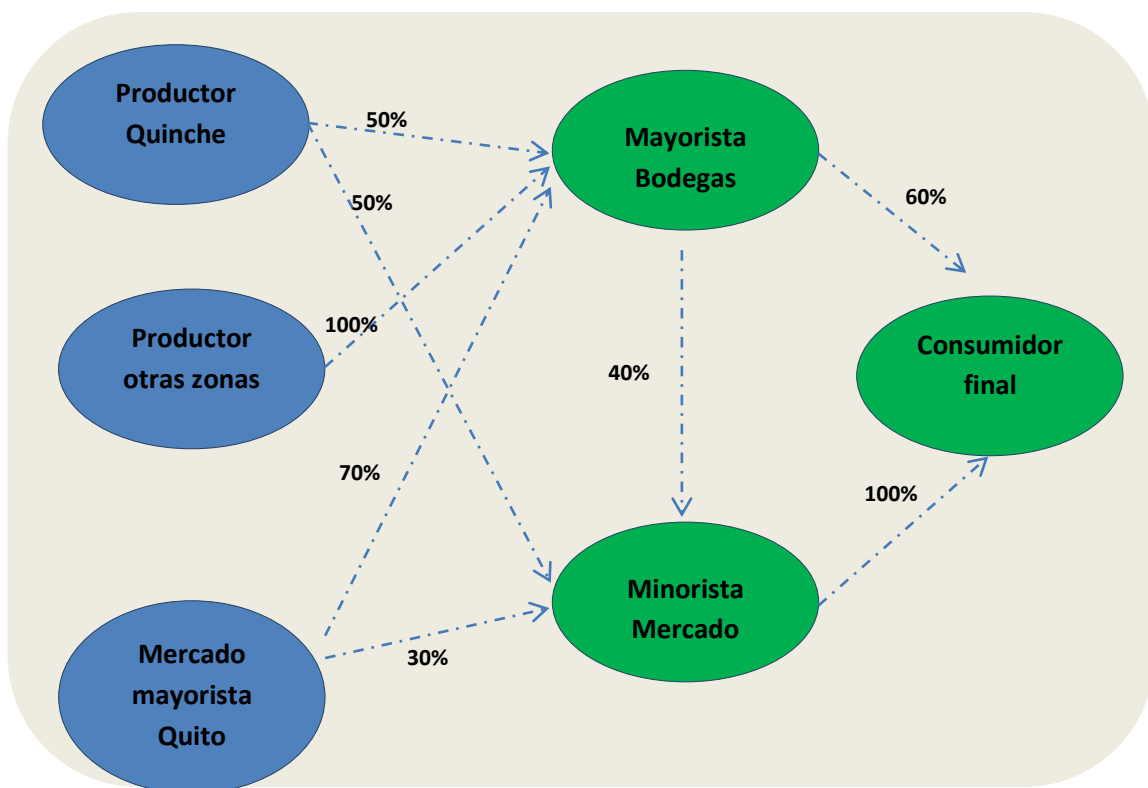 Productor
Quinche
50%
Mayorista
Bodegas
50%
60%
Productor
otras zonas
100%
Consumidor
final
40%
70%
100%
Minorista
Mercado
30%
Mercado
mayorista
Quito